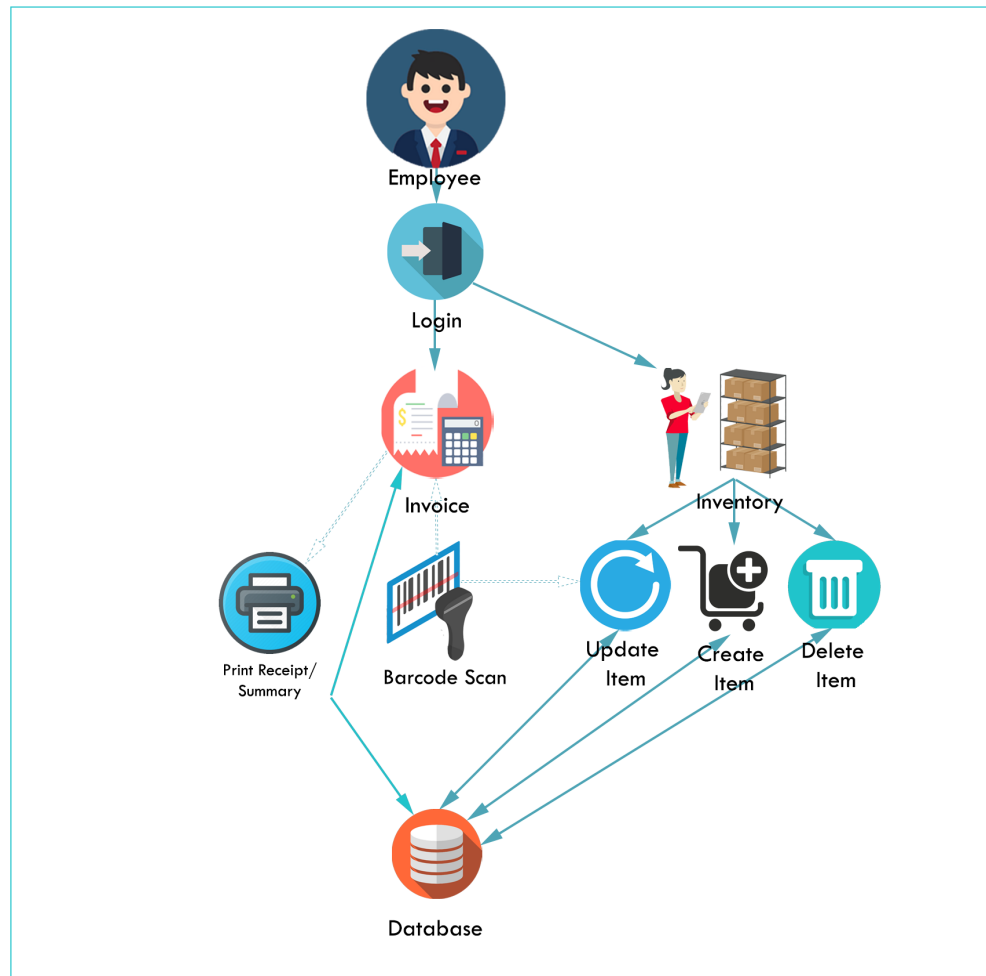 Employee
Login
Invoice
Inventory
Print Receipt/
Summary
Barcode Scan
Update
Item
Create
Item
Delete
Item
Database